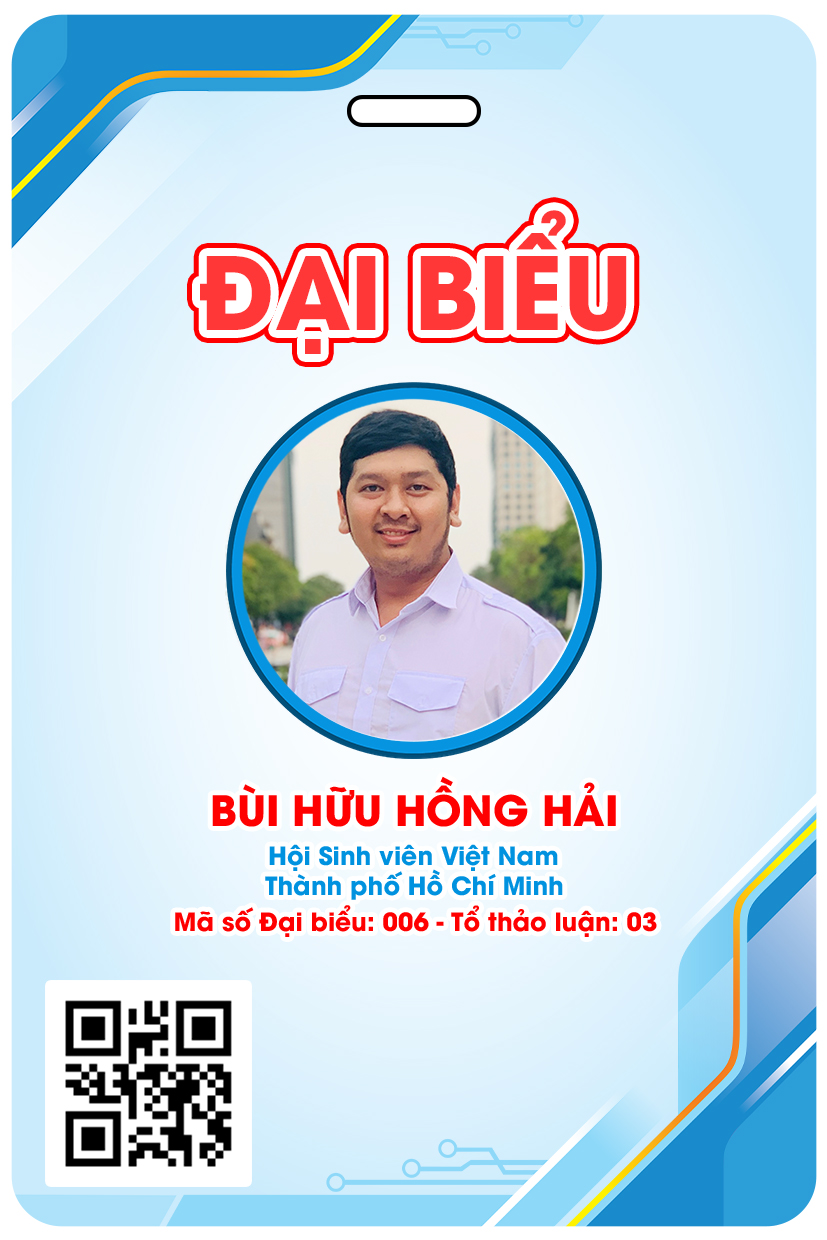 ĐẠI BIỂU
BÙI HỮU HỒNG HẢI
Hội Sinh viên Việt Nam
Thành phố Hồ Chí Minh
Mã số Đại biểu: 006 - Tổ thảo luận: 03